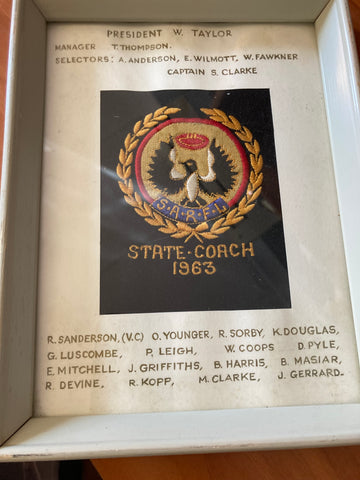 PRESIDENT W. TAYLOR
MANAGER T. THOMPSON.
SELECTORS; A. ANDERSON, E. WILMOTT, W. FAWKNER
CAPTAIN S. CLARKE
S.A.R.F.L.
STATE·COACH
1963
R. SANDERSON, (V.C) O. YOUNGER, R. SORBY, K. DOUGLAS,
G. LUSCOMBE, P. LEIGH, W. COOPS D. PYLE,
E. MITCHELL, J. GRIFFITHS, B. HARRIS, B. MASIAR,
R. DEVINE, R. KOPP, M. CLARKE, J. GERRARD.